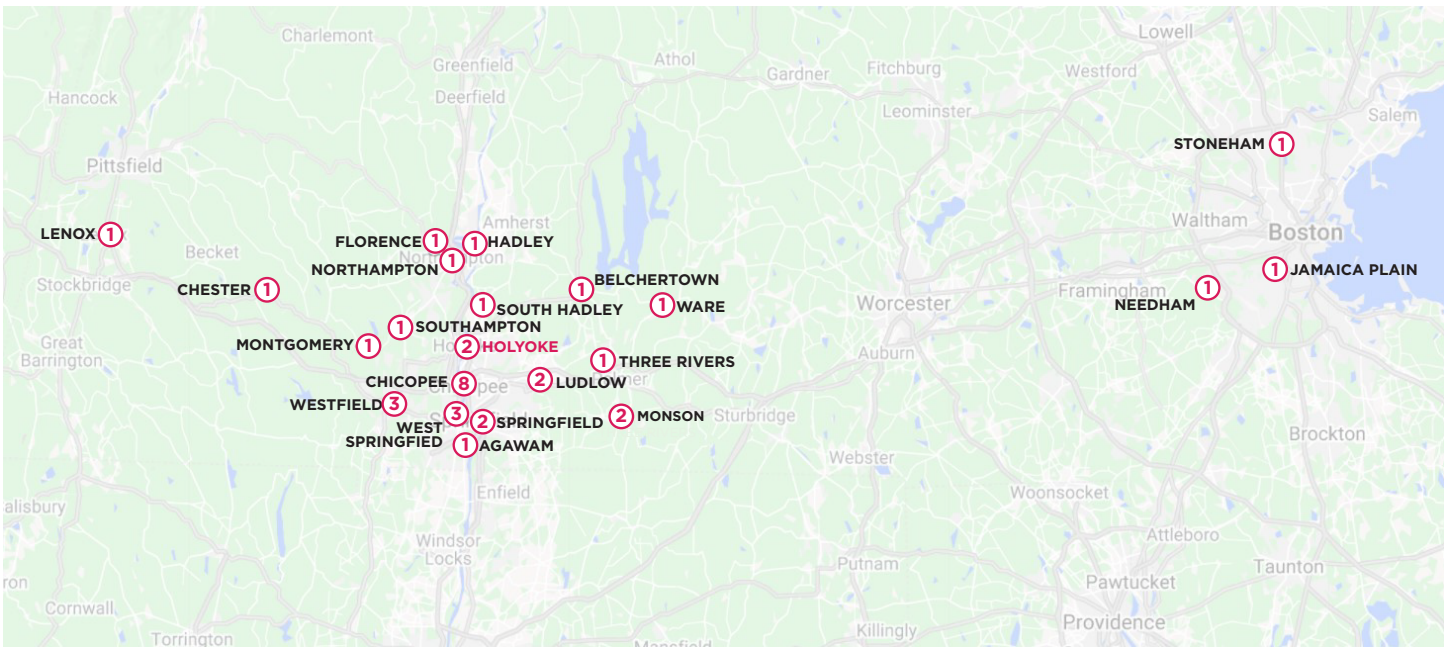 Charlemont
Greenfield
Athol
Gardner
Fitchburg
Westford
Lowell
Hancock
Deerfield
Leominster
Salem
Pittsfield
STONEHAM 1
Amherst
Waltham
Boston
LENOX 1
Becket
FLORENCE 1
1 HADLEY
NORTHAMPTON 1
JAMAICA PLAIN
1
Stockbridge
CHESTER 1
BELCHERTOWN
1
Framingham
NEEDHAM
1
1 SOUTH HADLEY
1 WARE
Worcester
1 SOUTHAMPTON
Great
Barrington
MONTGOMERY 1
2 HOLYOKE
Auburn
1 THREE RIVERS
CHICOPEE 8
2 LUDLOW
WESTFIELD 3
3
WEST
SPRINGFIED
2 SPRINGFIELD
2 MONSON
Sturbridge
1 AGAWAM
Brockton
Webster
Enfield
Woonsocket
alisbury
Attleboro
Windsor
Locks
Putnam
Taunton
ron
Pawtucket
Cornwall
Providence
Torrington
Killingly
Mansfield